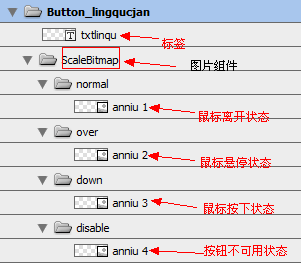 Button_lingqucjan
T txtlinqu 标签
ScaleBitmap 图片组件
normal
anniu 1 鼠标离开状态
over
anniu 2 鼠标悬停状态
down
anniu 3 鼠标按下状态
disable
anniu 4 按钮不可用状态